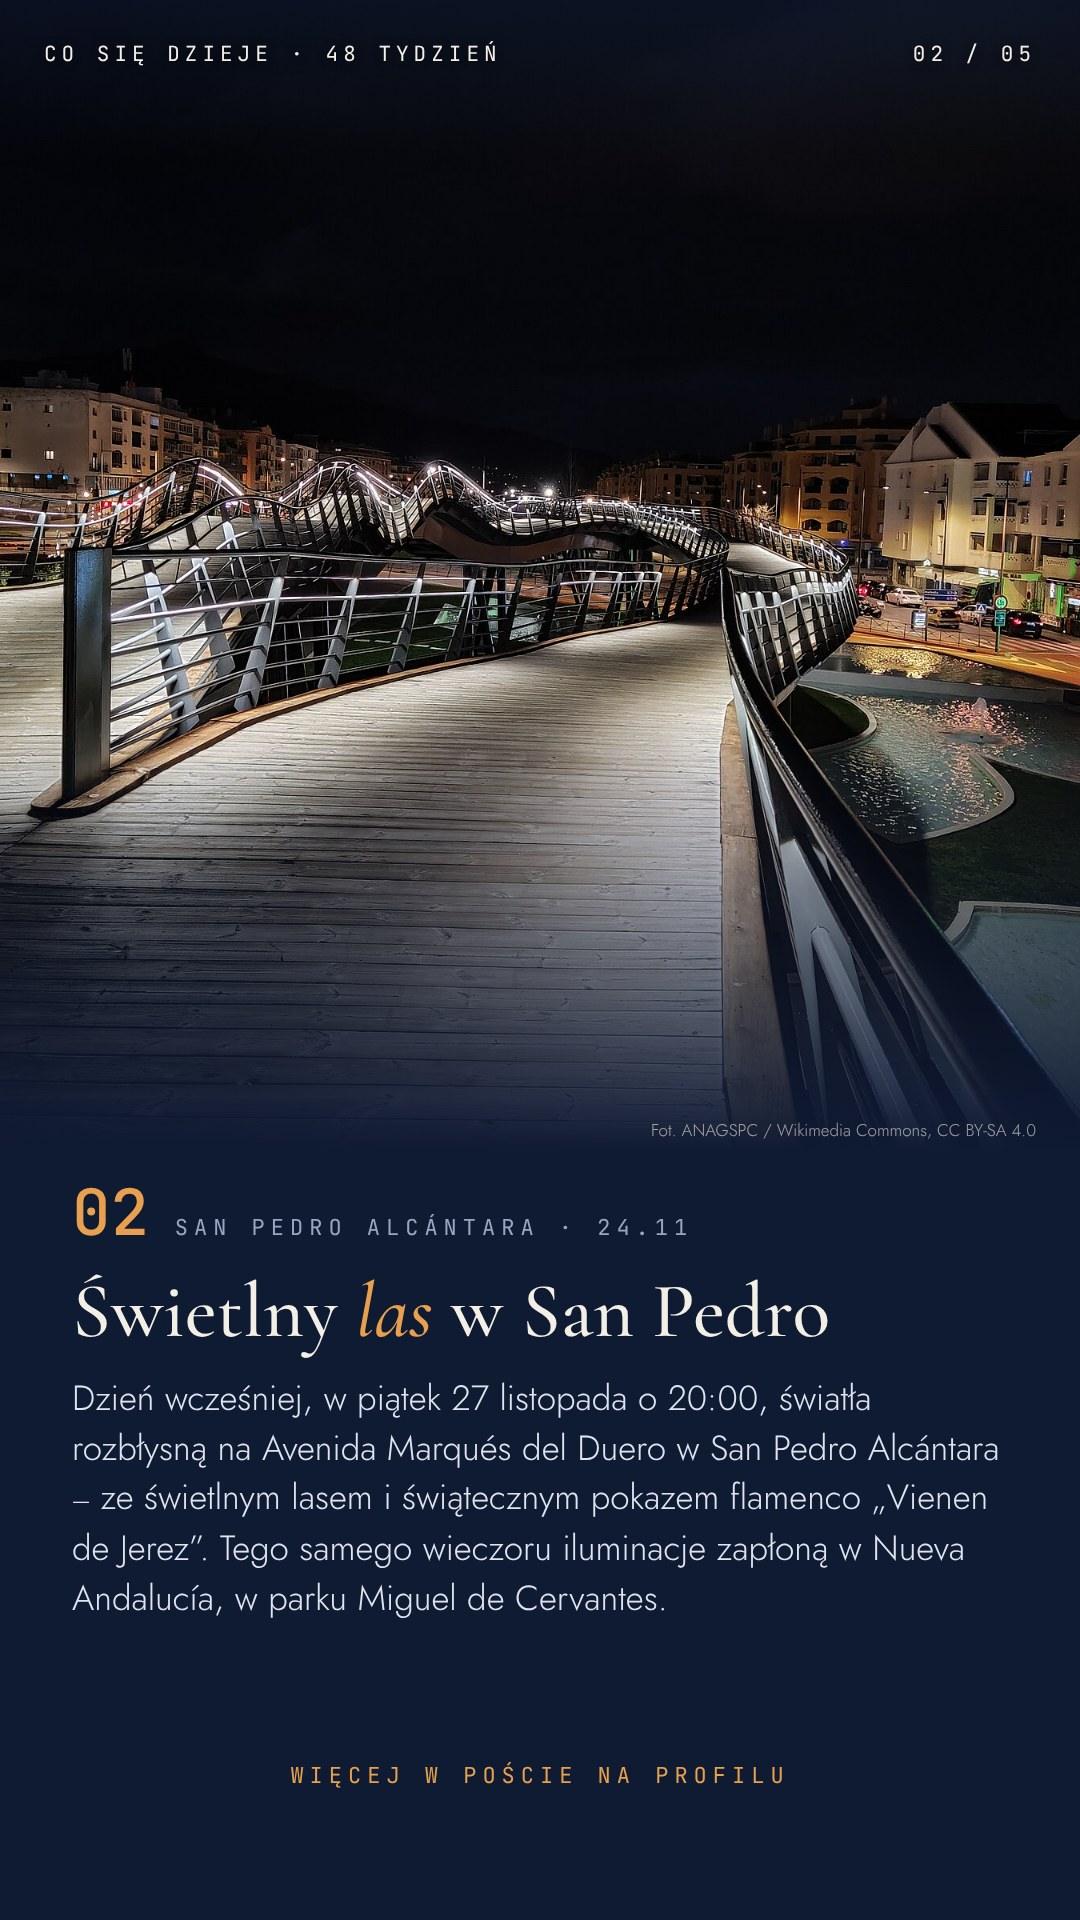 CO SIĘ DZIEJE · 48 TYDZIEŃ
02 / 05
Fot. ANAGSPC / Wikimedia Commons, CC BY-SA 4.0
02 SAN PEDRO ALCÁNTARA · 24.11
Świetlny las w San Pedro
Dzień wcześniej, w piątek 27 listopada o 20:00, światła
rozbłysną na Avenida Marqués del Duero w San Pedro Alcántara
– ze świetlnym lasem i świątecznym pokazem flamenco „Vienen
de Jerez”. Tego samego wieczoru iluminacje zapłoną w Nueva
Andalucía, w parku Miguel de Cervantes.
WIĘCEJ W POŚCIE NA PROFILU